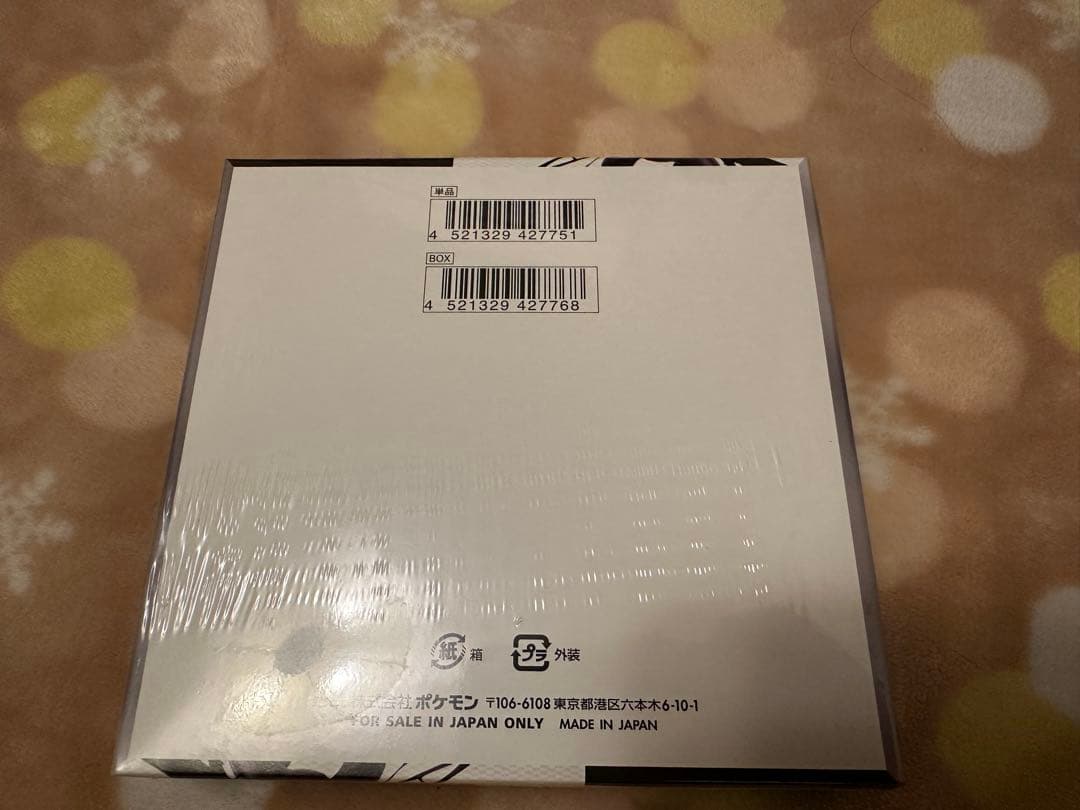 単品
4 521329 427751
BOX
4 521329 427768
紙 箱 プラ 外装
株式会社ポケモン 〒106-6108 東京都港区六本木6-10-1
FOR SALE IN JAPAN ONLY MADE IN JAPAN